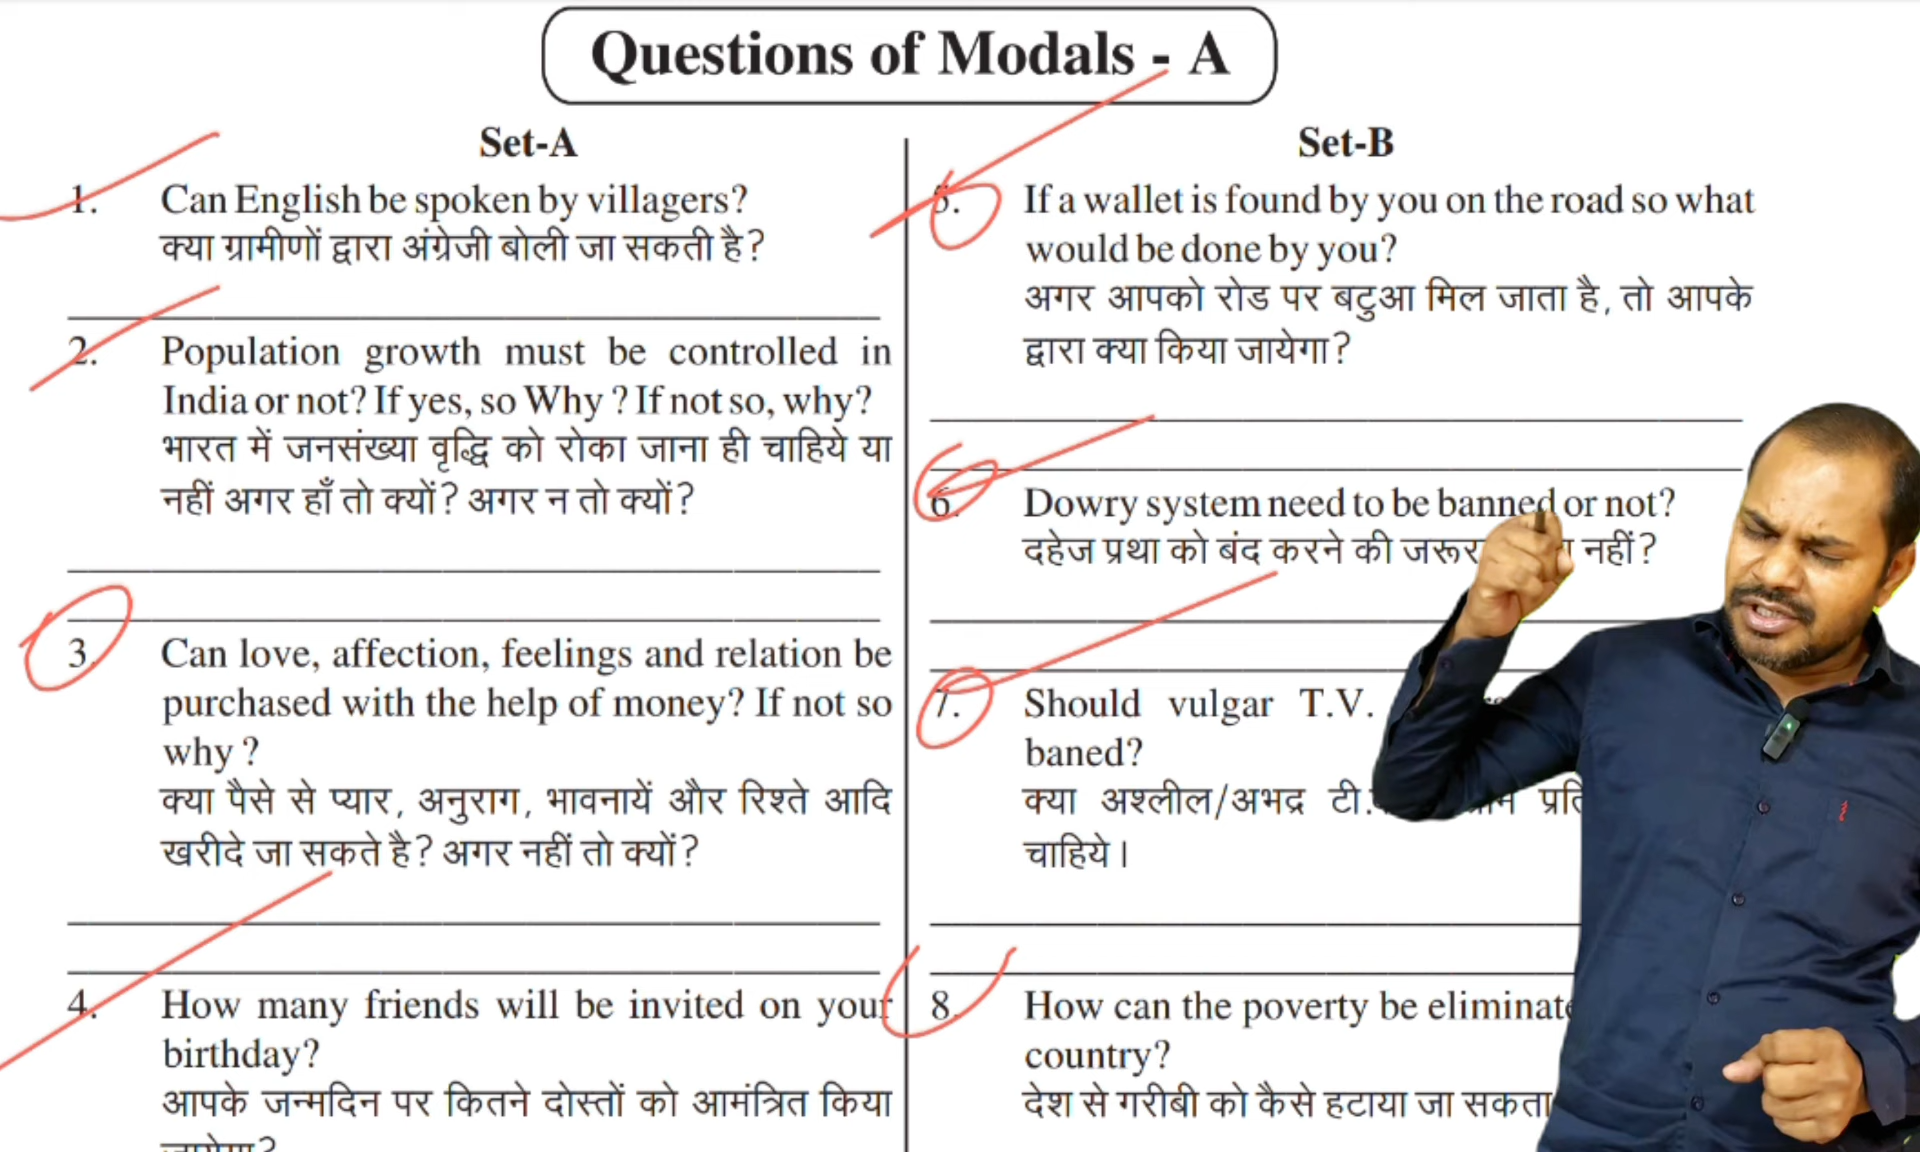 Questions of Modals - A
Set-A
1. Can English be spoken by villagers?
क्या ग्रामीणों द्वारा अंग्रेजी बोली जा सकती है?
2. Population growth must be controlled in
India or not? If yes, so Why ? If not so, why?
भारत में जनसंख्या वृद्धि को रोका जाना ही चाहिये या
नहीं अगर हाँ तो क्यों? अगर न तो क्यों?
3. Can love, affection, feelings and relation be
purchased with the help of money? If not so
why ?
क्या पैसे से प्यार, अनुराग, भावनायें और रिश्ते आदि
खरीदे जा सकते है? अगर नहीं तो क्यों?
4. How many friends will be invited on your
birthday?
आपके जन्मदिन पर कितने दोस्तों को आमंत्रित किया
Set-B
5. If a wallet is found by you on the road so what
would be done by you?
अगर आपको रोड पर बटुआ मिल जाता है, तो आपके
द्वारा क्या किया जायेगा?
6. Dowry system need to be banned or not?
दहेज प्रथा को बंद करने की नहीं?
7. Should vulgar T.V.
baned?
क्या अश्लील/अभद्र
चाहिये।
8. How can the poverty be
country?
देश से गरीबी को कैसे हटाया जा सकता